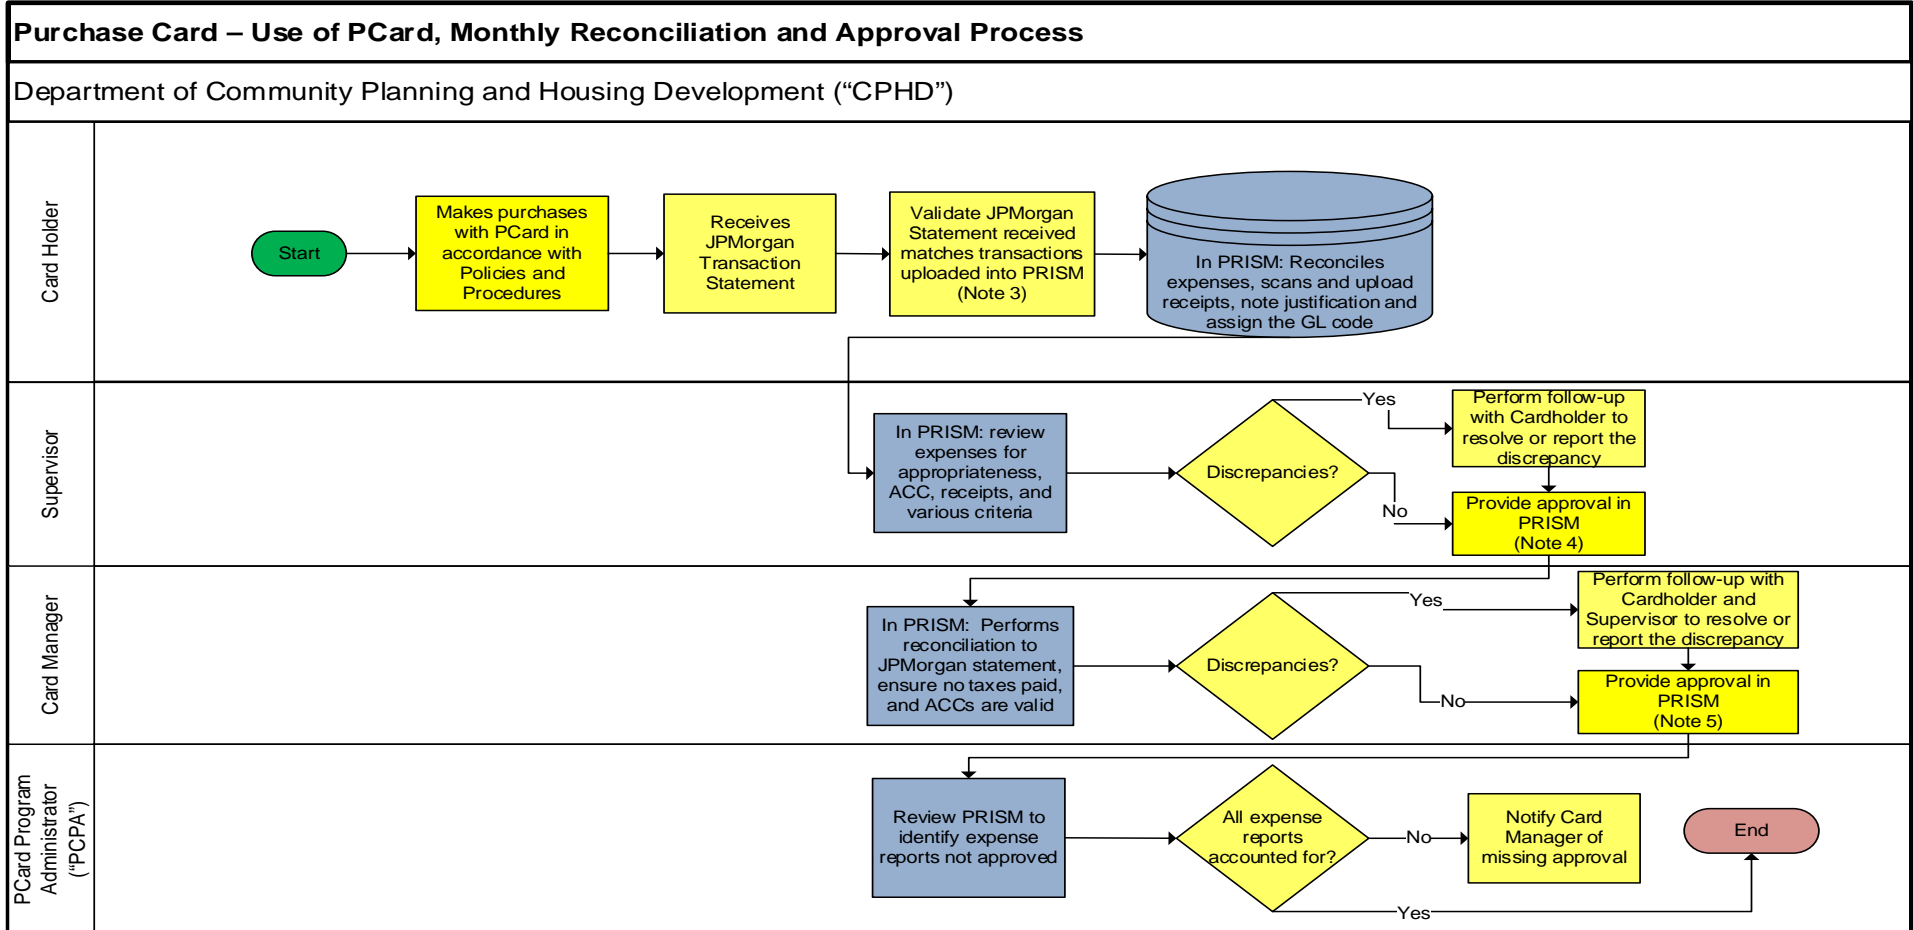 Purchase Card – Use of PCard, Monthly Reconciliation and Approval Process
Department of Community Planning and Housing Development (“CPHD”)
Card Holder
Start
Makes purchases
with PCard in
accordance with
Policies and
Procedures
Receives
JPMorgan
Transaction
Statement
Validate JPMorgan
Statement received
matches transactions
uploaded into PRISM
(Note 3)
In PRISM: Reconciles
expenses, scans and upload
receipts, note justification and
assign the GL code
Supervisor
In PRISM: review
expenses for
appropriateness,
ACC, receipts, and
various criteria
Discrepancies?
Yes
No
Perform follow-up
with Cardholder to
resolve or report the
discrepancy
Provide approval in
PRISM
(Note 4)
Card Manager
In PRISM:  Performs
reconciliation to
JPMorgan statement,
ensure no taxes paid,
and ACCs are valid
Discrepancies?
Yes
No
Perform follow-up with
Cardholder and
Supervisor to resolve or
report the discrepancy
Provide approval in
PRISM
(Note 5)
PCard Program
Administrator
(“PCPA”)
Review PRISM to
identify expense
reports not approved
All expense
reports
accounted for?
No
Yes
Notify Card
Manager of
missing approval
End